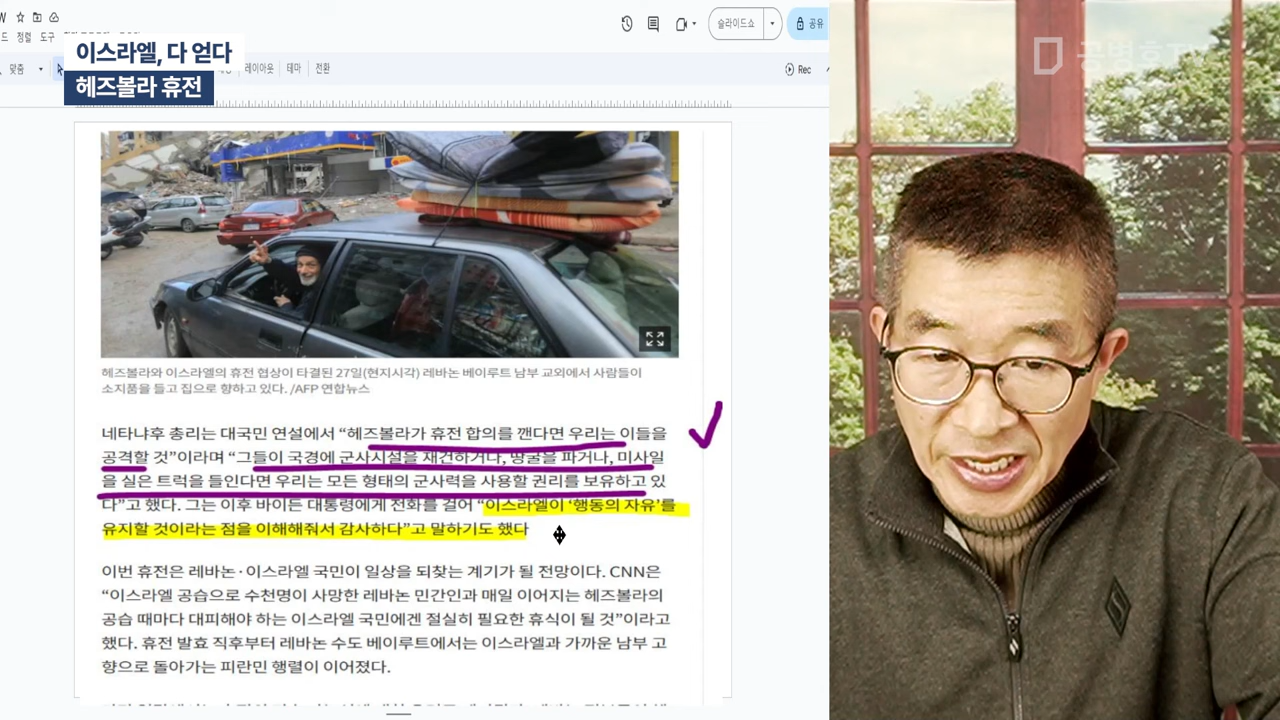 이스라엘, 다 얻다
헤즈볼라 휴전
정렬 도구
슬라이드쇼
공유
맞춤
레이아웃 테마 전환
Rec
공병호TV
헤즈볼라와 이스라엘의 휴전 협상이 타결된 27일(현지시각) 레바논 베이루트 남부 교외에서 사람들이
소지품을 들고 집으로 향하고 있다. /AFP 연합뉴스
네타냐후 총리는 대국민 연설에서 “헤즈볼라가 휴전 합의를 깬다면 우리는 이들을
공격할 것”이라며 “그들이 국경에 군사시설을 재건하거나, 땅굴을 파거나, 미사일
을 실은 트럭을 들인다면 우리는 모든 형태의 군사력을 사용할 권리를 보유하고 있
다”고 했다. 그는 이후 바이든 대통령에게 전화를 걸어 “이스라엘이 ‘행동의 자유’를
유지할 것이라는 점을 이해해줘서 감사하다”고 말하기도 했다
이번 휴전은 레바논·이스라엘 국민이 일상을 되찾는 계기가 될 전망이다. CNN은
“이스라엘 공습으로 수천명이 사망한 레바논 민간인과 매일 이어지는 헤즈볼라의
공습 때마다 대피해야 하는 이스라엘 국민에겐 절실히 필요한 휴식이 될 것”이라고
했다. 휴전 발효 직후부터 레바논 수도 베이루트에서는 이스라엘과 가까운 남부 고
향으로 돌아가는 피란민 행렬이 이어졌다.